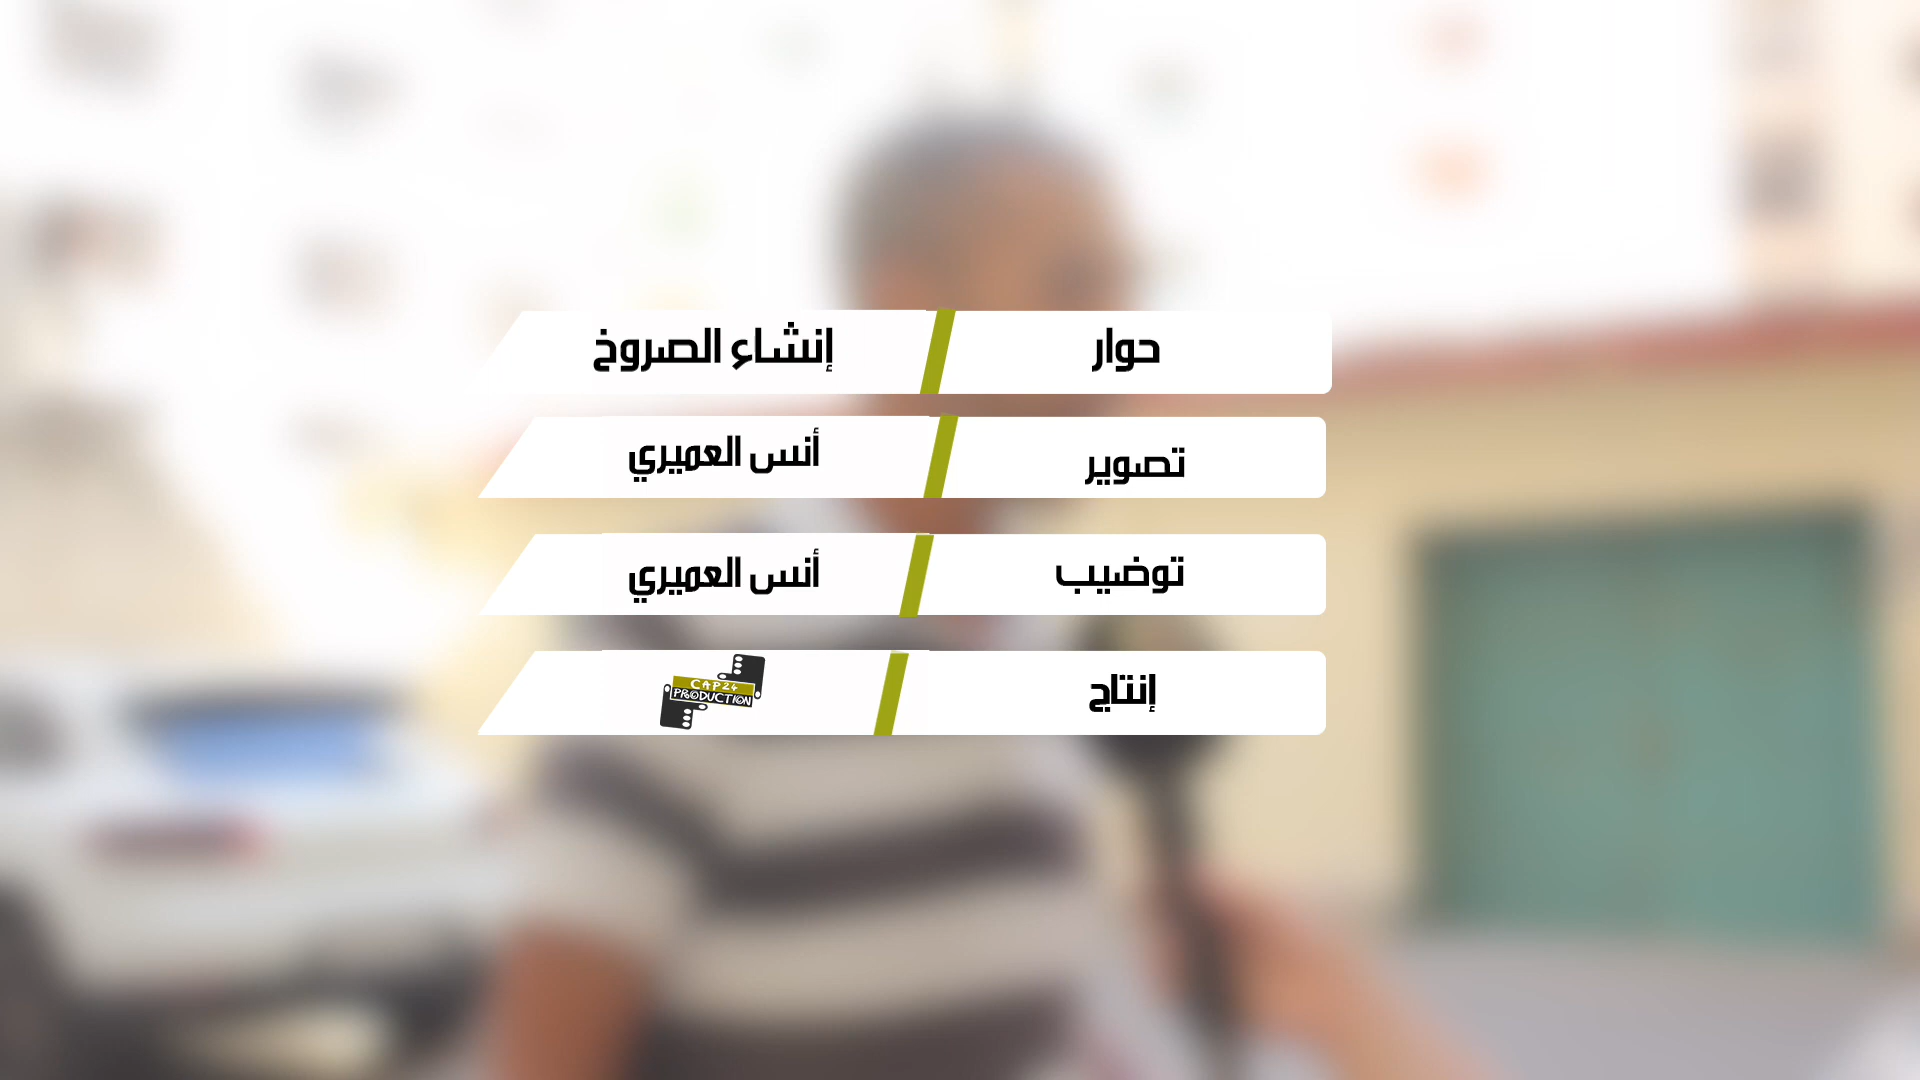 حوار إنشاء الصروخ
تصوير أنس العميري
توضيب أنس العميري
إنتاج CAP24
PRODUCTION